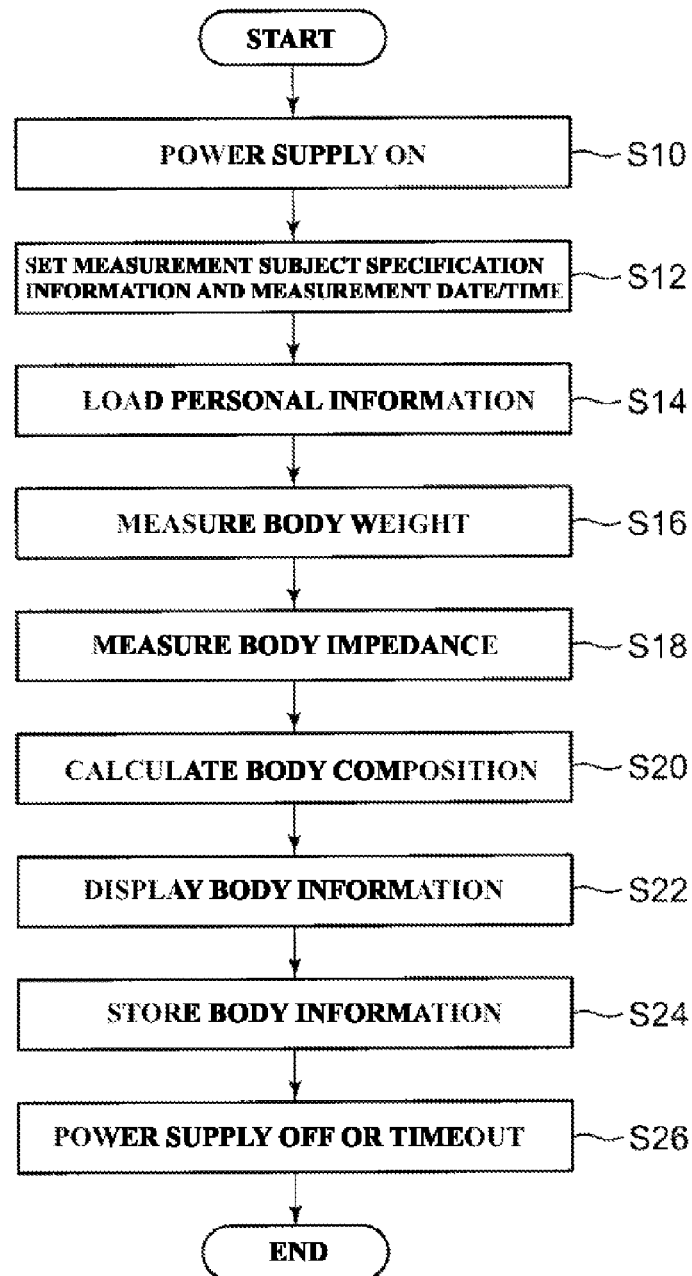 START
POWER SUPPLY ON
S10
SET MEASUREMENT SUBJECT SPECIFICATION
INFORMATION AND MEASUREMENT DATE/TIME
S12
LOAD PERSONAL INFORMATION
S14
MEASURE BODY WEIGHT
S16
MEASURE BODY IMPEDANCE
S18
CALCULATE BODY COMPOSITION
S20
DISPLAY BODY INFORMATION
S22
STORE BODY INFORMATION
S24
POWER SUPPLY OFF OR TIMEOUT
S26
END